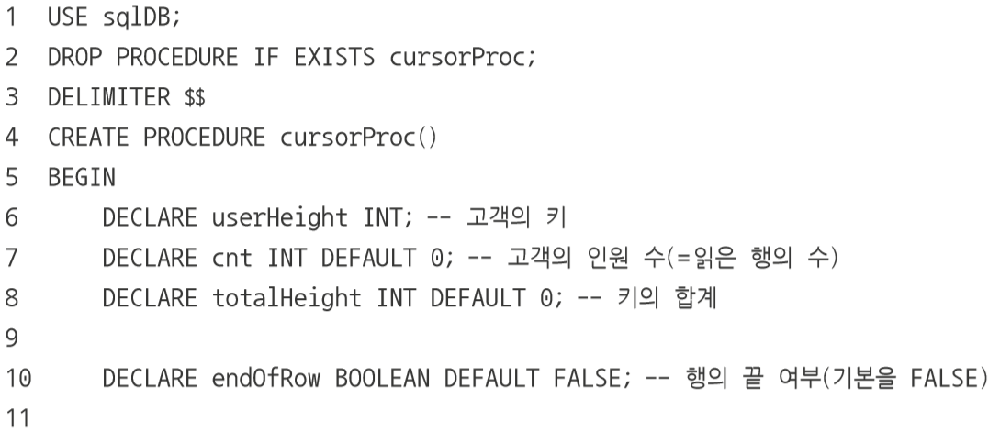 1 USE sqlDB;
2 DROP PROCEDURE IF EXISTS cursorProc;
3 DELIMITER $$
4 CREATE PROCEDURE cursorProc()
5 BEGIN
6 DECLARE userHeight INT; -- 고객의 키
7 DECLARE cnt INT DEFAULT 0; -- 고객의 인원 수(=읽은 행의 수)
8 DECLARE totalHeight INT DEFAULT 0; -- 키의 합계
9
10 DECLARE endOfRow BOOLEAN DEFAULT FALSE; -- 행의 끝 여부(기본을 FALSE)
11